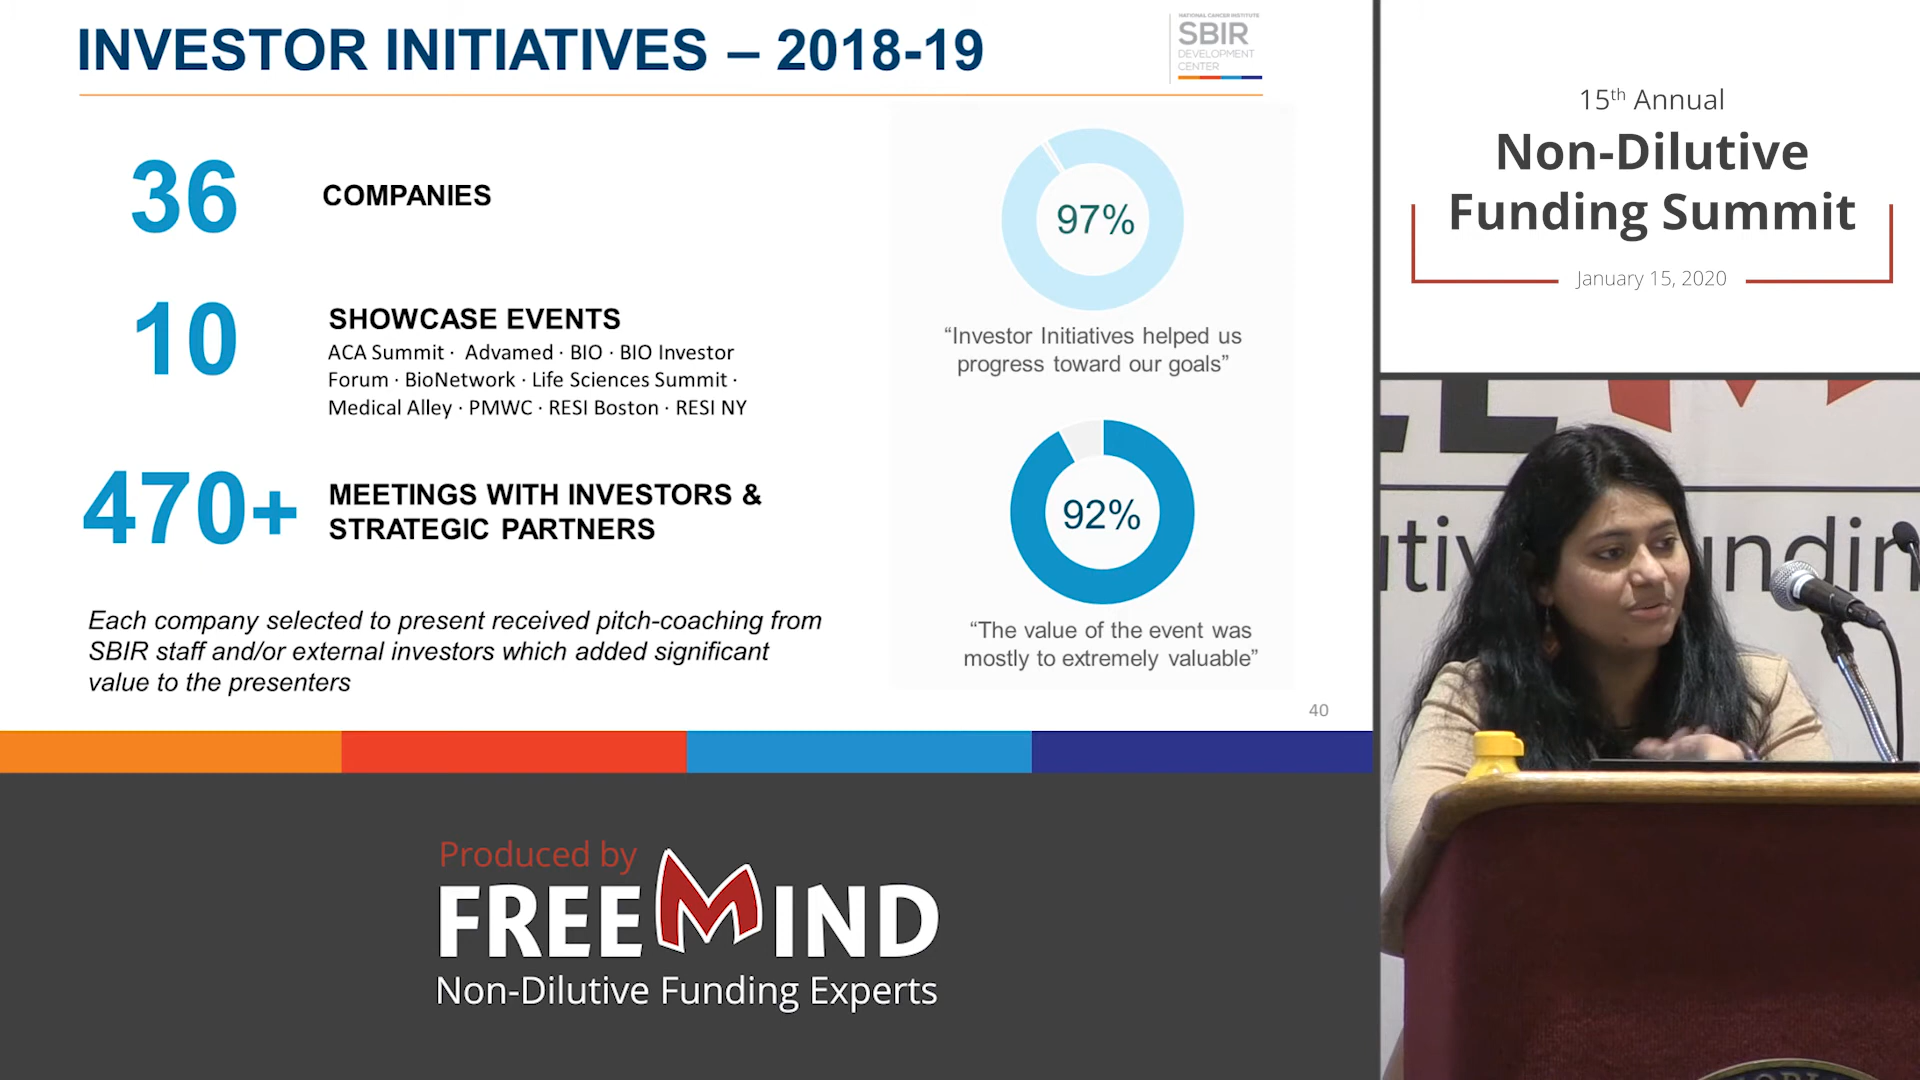 INVESTOR INITIATIVES – 2018-19
NATIONAL CANCER INSTITUTE
SBIR
DEVELOPMENT
CENTER
36
COMPANIES
10
SHOWCASE EVENTS
ACA Summit · Advamed · BIO · BIO Investor
Forum · BioNetwork · Life Sciences Summit ·
Medical Alley · PMWC · RESI Boston · RESI NY
470+
MEETINGS WITH INVESTORS &
STRATEGIC PARTNERS
Each company selected to present received pitch-coaching from
SBIR staff and/or external investors which added significant
value to the presenters
97%
“Investor Initiatives helped us
progress toward our goals”
92%
“The value of the event was
mostly to extremely valuable”
40
Produced by
FREEMIND
Non-Dilutive Funding Experts
15th Annual
Non-Dilutive
Funding Summit
January 15, 2020